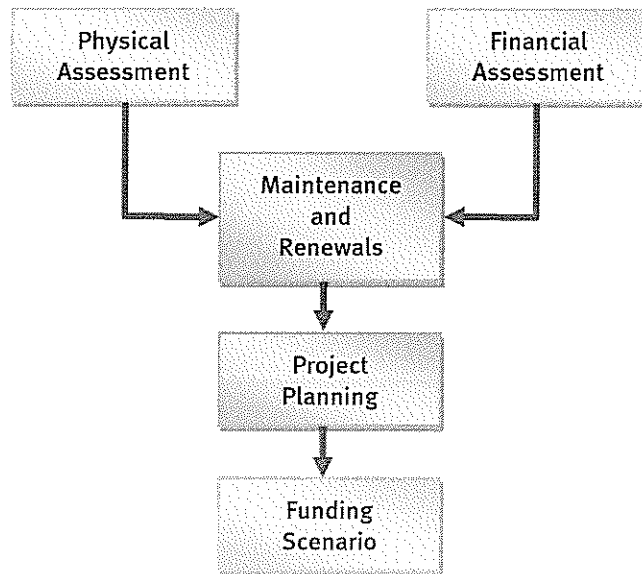 Physical
Assessment
Financial
Assessment
Maintenance
and
Renewals
Project
Planning
Funding
Scenario